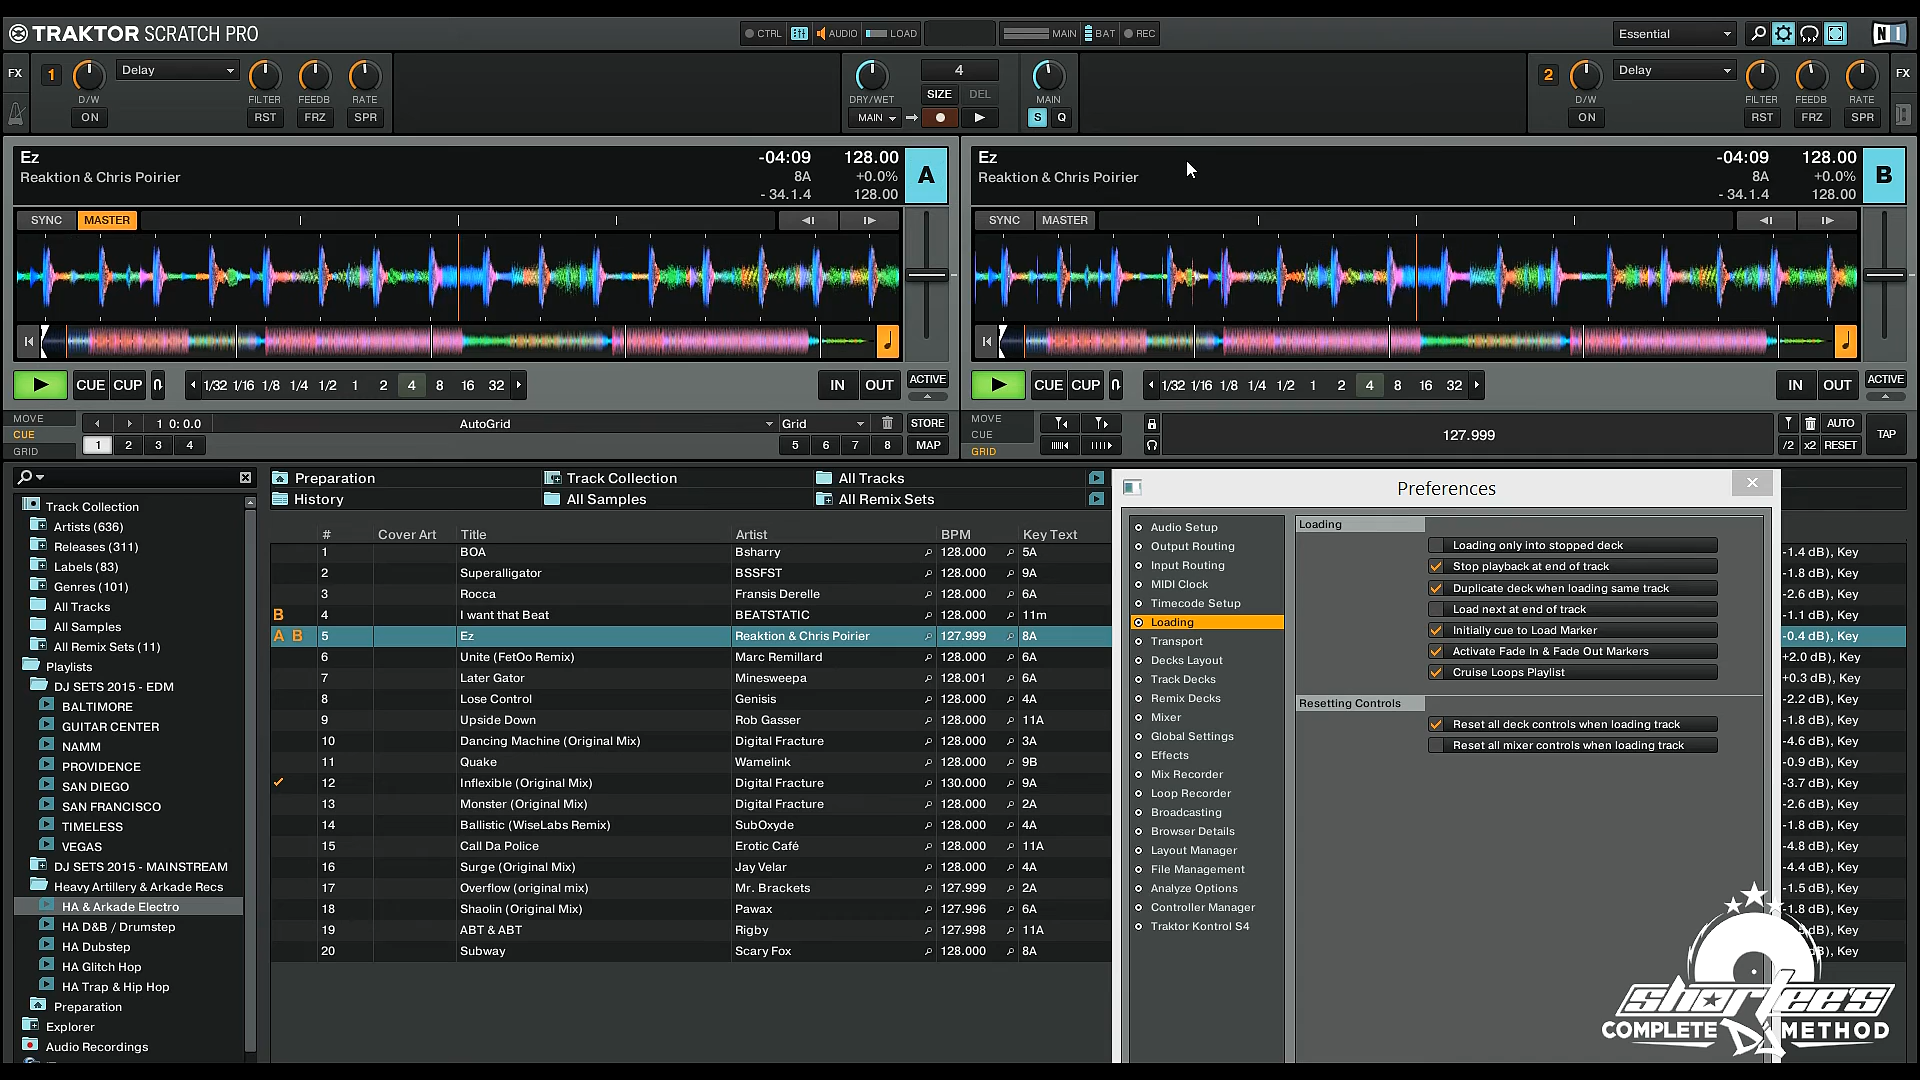 TRAKTOR SCRATCH PRO
CTRL AUDIO LOAD MAIN BAT REC
Essential
FX 1 Delay
D/W FILTER FEEDB RATE
ON RST FRZ SPR
DRY/WET 4 MAIN
SIZE DEL
MAIN S Q
2 Delay FX
D/W FILTER FEEDB RATE
ON RST FRZ SPR
Ez -04:09 128.00 A
Reaktion & Chris Poirier 8A +0.0%
- 34.1.4 128.00
SYNC MASTER
CUE CUP 1/32 1/16 1/8 1/4 1/2 1 2 4 8 16 32 IN OUT ACTIVE
MOVE 1 0: 0.0 AutoGrid Grid STORE
CUE
GRID 1 2 3 4 5 6 7 8 MAP
Ez -04:09 128.00 B
Reaktion & Chris Poirier 8A +0.0%
- 34.1.4 128.00
SYNC MASTER
CUE CUP 1/32 1/16 1/8 1/4 1/2 1 2 4 8 16 32 IN OUT ACTIVE
MOVE AUTO
CUE 127.999 TAP
GRID /2 x2 RESET
Track Collection
Artists (636)
Releases (311)
Labels (83)
Genres (101)
All Tracks
All Samples
All Remix Sets (11)
Playlists
DJ SETS 2015 - EDM
BALTIMORE
GUITAR CENTER
NAMM
PROVIDENCE
SAN DIEGO
SAN FRANCISCO
TIMELESS
VEGAS
DJ SETS 2015 - MAINSTREAM
Heavy Artillery & Arkade Recs
HA & Arkade Electro
HA D&B / Drumstep
HA Dubstep
HA Glitch Hop
HA Trap & Hip Hop
Preparation
Explorer
Audio Recordings
Preparation Track Collection All Tracks
History All Samples All Remix Sets
# Cover Art Title Artist BPM Key Text
1 BOA Bsharry 128.000 5A
2 Superalligator BSSFST 128.000 9A
3 Rocca Fransis Derelle 128.000 6A
B 4 I want that Beat BEATSTATIC 128.000 11m
A B 5 Ez Reaktion & Chris Poirier 127.999 8A
6 Unite (FetOo Remix) Marc Remillard 128.000 6A
7 Later Gator Minesweepa 128.001 6A
8 Lose Control Genisis 128.000 4A
9 Upside Down Rob Gasser 128.000 11A
10 Dancing Machine (Original Mix) Digital Fracture 128.000 3A
11 Quake Wamelink 128.000 9B
12 Inflexible (Original Mix) Digital Fracture 130.000 9A
13 Monster (Original Mix) Digital Fracture 128.000 2A
14 Ballistic (WiseLabs Remix) SubOxyde 128.000 4A
15 Call Da Police Erotic Café 128.000 11A
16 Surge (Original Mix) Jay Velar 128.000 4A
17 Overflow (original mix) Mr. Brackets 127.999 2A
18 Shaolin (Original Mix) Pawax 127.996 6A
19 ABT & ABT Rigby 127.998 11A
20 Subway Scary Fox 128.000 8A
Preferences
Audio Setup
Output Routing
Input Routing
MIDI Clock
Timecode Setup
Loading
Transport
Decks Layout
Track Decks
Remix Decks
Mixer
Global Settings
Effects
Mix Recorder
Loop Recorder
Broadcasting
Browser Details
Layout Manager
File Management
Analyze Options
Controller Manager
Traktor Kontrol S4
Loading
Loading only into stopped deck
Stop playback at end of track
Duplicate deck when loading same track
Load next at end of track
Initially cue to Load Marker
Activate Fade In & Fade Out Markers
Cruise Loops Playlist
Resetting Controls
Reset all deck controls when loading track
Reset all mixer controls when loading track
-1.4 dB), Key
-1.8 dB), Key
-2.6 dB), Key
-1.1 dB), Key
-0.4 dB), Key
+2.0 dB), Key
+0.3 dB), Key
-2.2 dB), Key
-1.8 dB), Key
-4.6 dB), Key
-0.9 dB), Key
-3.7 dB), Key
-2.6 dB), Key
-1.8 dB), Key
-4.8 dB), Key
-4.4 dB), Key
-1.5 dB), Key
-1.8 dB), Key
dB), Key
dB), Key
Shortee's
COMPLETE DJ METHOD